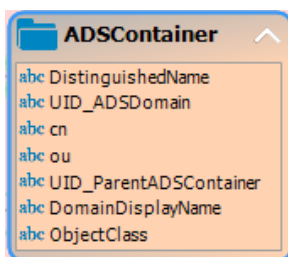 ADSContainer
abc DistinguishedName
abc UID_ADSDomain
abc cn
abc ou
abc UID_ParentADSContainer
abc DomainDisplayName
abc ObjectClass